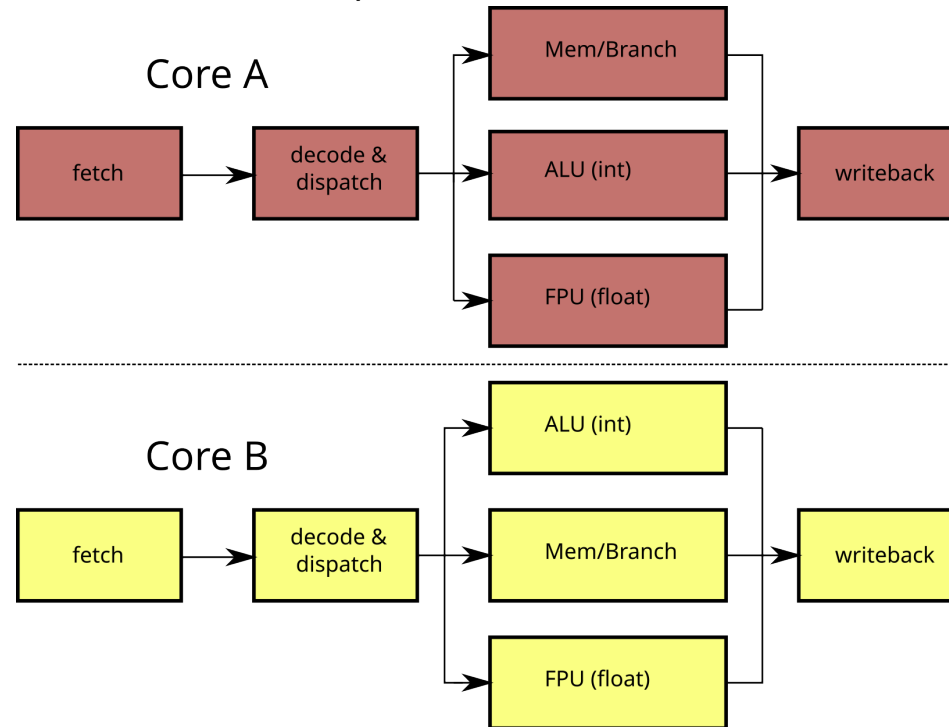 Core A
fetch
decode &
dispatch
Mem/Branch
ALU (int)
FPU (float)
writeback
Core B
fetch
decode &
dispatch
ALU (int)
Mem/Branch
FPU (float)
writeback